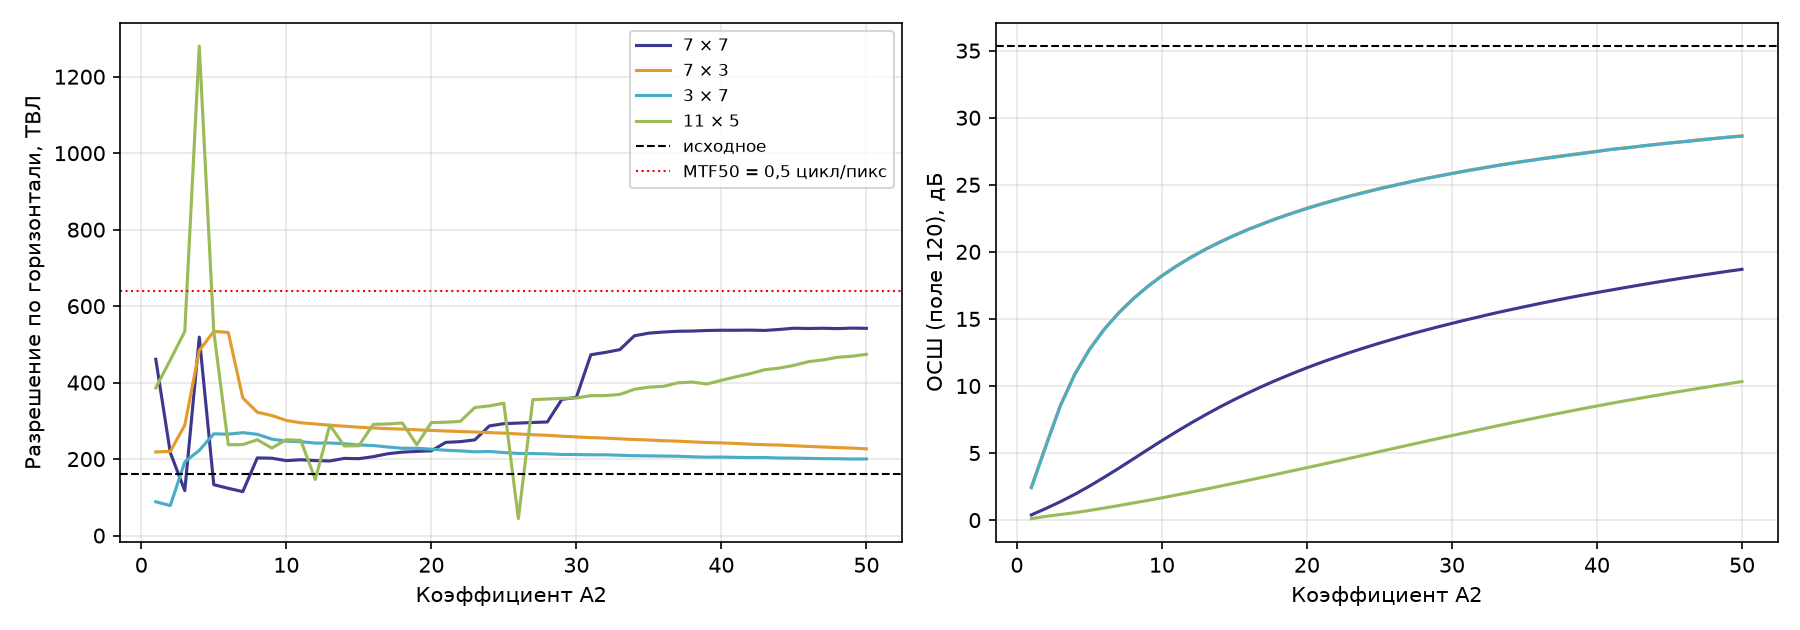 Разрешение по горизонтали, ТВЛ
1200
1000
800
600
400
200
0
0
10
20
30
40
50
Коэффициент A2
7 × 7
7 × 3
3 × 7
11 × 5
исходное
MTF50 = 0,5 цикл/пикс
ОСШ (поле 120), дБ
35
30
25
20
15
10
5
0
0
10
20
30
40
50
Коэффициент A2